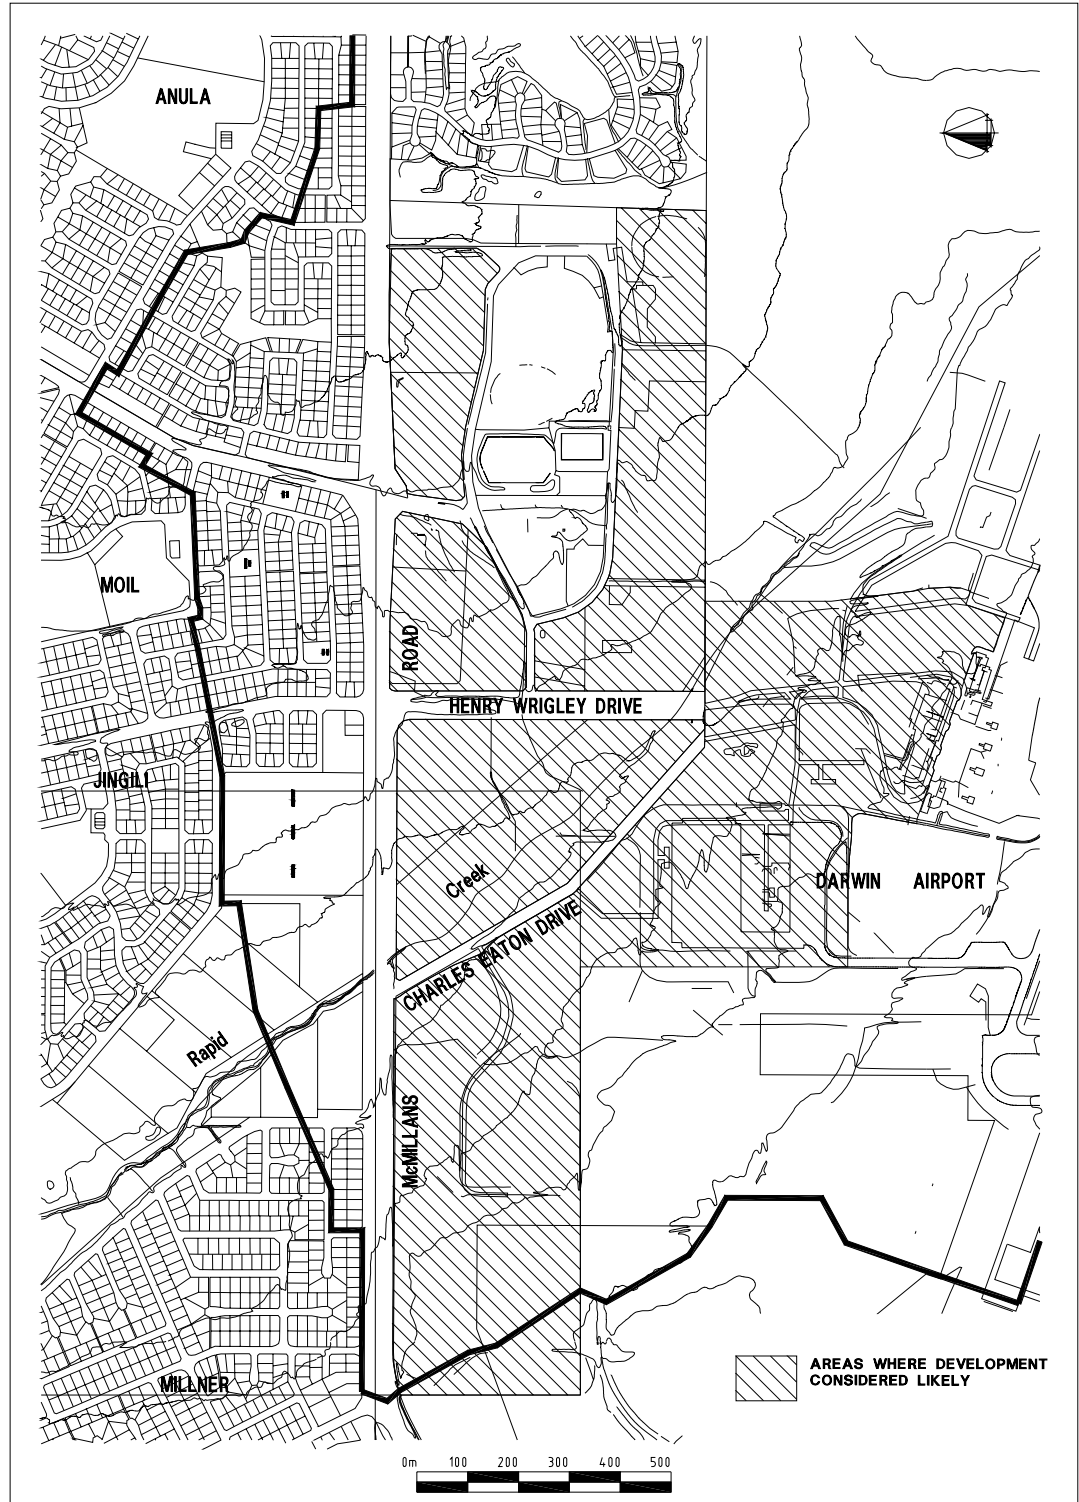 ANULA
MOIL
ROAD
HENRY WRIGLEY DRIVE
JINGILI
Creek
DARWIN AIRPORT
CHARLES EATON DRIVE
Rapid
McMILLANS
MILLNER
AREAS WHERE DEVELOPMENT
CONSIDERED LIKELY
0m 100 200 300 400 500